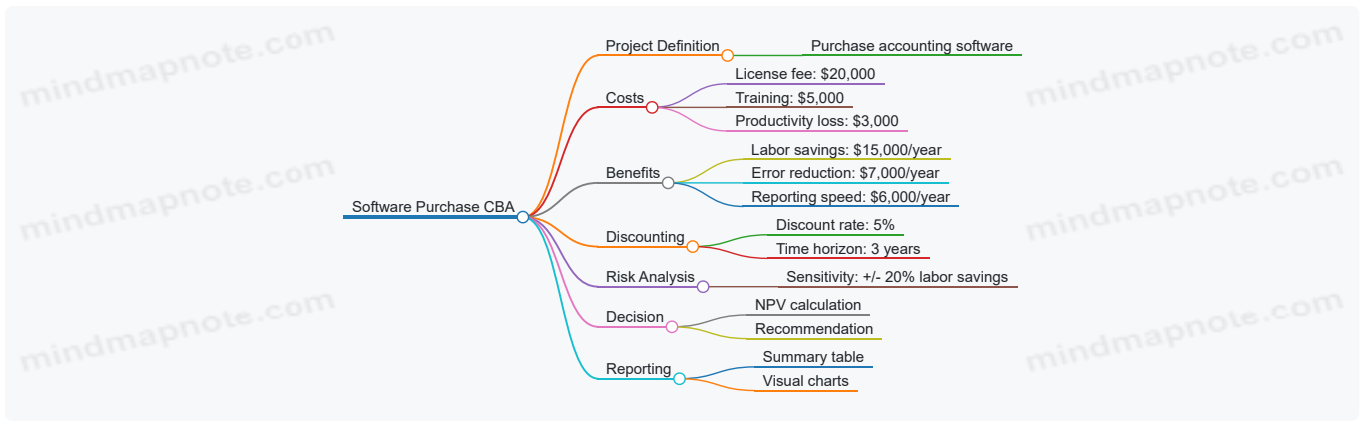 mindmapnote.com
mindmapnote.com
Project Definition
Purchase accounting software
Costs
License fee: $20,000
Training: $5,000
Productivity loss: $3,000
Benefits
Labor savings: $15,000/year
Error reduction: $7,000/year
Reporting speed: $6,000/year
mindmapnote.com
mindmapnote.com
Software Purchase CBA
Discounting
Discount rate: 5%
Time horizon: 3 years
Risk Analysis
Sensitivity: +/- 20% labor savings
Decision
NPV calculation
Recommendation
mindmapnote.com
mindmapnote.com
Reporting
Summary table
Visual charts